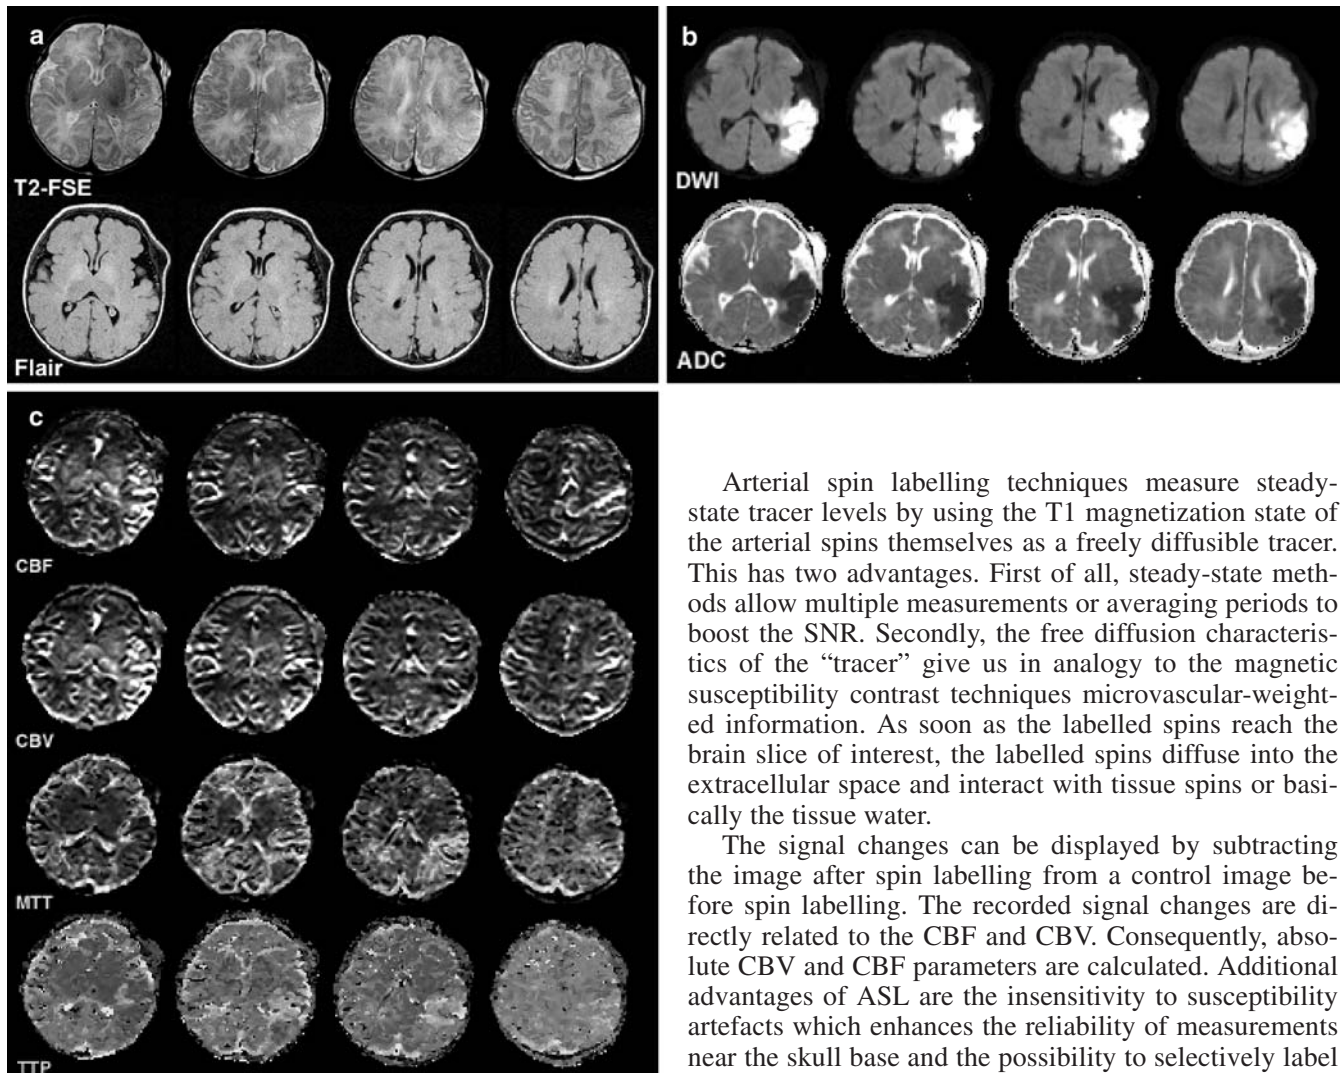 a
T2-FSE
Flair
b
DWI
ADC
c
CBF
CBV
MTT
TTP
Arterial spin labelling techniques measure steady-
state tracer levels by using the T1 magnetization state of
the arterial spins themselves as a freely diffusible tracer.
This has two advantages. First of all, steady-state meth-
ods allow multiple measurements or averaging periods to
boost the SNR. Secondly, the free diffusion characteris-
tics of the “tracer” give us in analogy to the magnetic
susceptibility contrast techniques microvascular-weight-
ed information. As soon as the labelled spins reach the
brain slice of interest, the labelled spins diffuse into the
extracellular space and interact with tissue spins or basi-
cally the tissue water.
The signal changes can be displayed by subtracting
the image after spin labelling from a control image be-
fore spin labelling. The recorded signal changes are di-
rectly related to the CBF and CBV. Consequently, abso-
lute CBV and CBF parameters are calculated. Additional
advantages of ASL are the insensitivity to susceptibility
artefacts which enhances the reliability of measurements
near the skull base and the possibility to selectively label